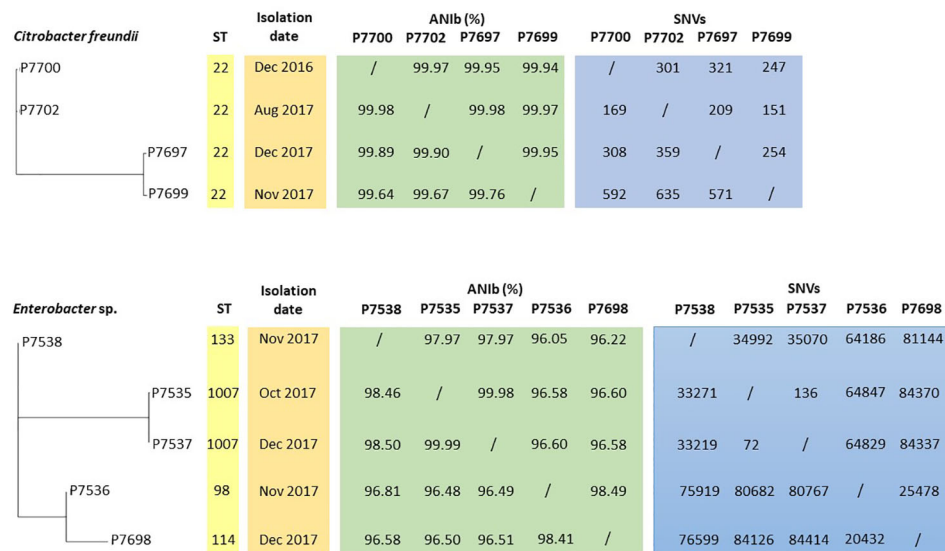 Isolation ANIb (%) SNVs
Citrobacter freundii ST date P7700 P7702 P7697 P7699 P7700 P7702 P7697 P7699
P7700 22 Dec 2016 / 99.97 99.95 99.94 / 301 321 247
P7702 22 Aug 2017 99.98 / 99.98 99.97 169 / 209 151
P7697 22 Dec 2017 99.89 99.90 / 99.95 308 359 / 254
P7699 22 Nov 2017 99.64 99.67 99.76 / 592 635 571 /
Isolation ANIb (%) SNVs
Enterobacter sp. ST date P7538 P7535 P7537 P7536 P7698 P7538 P7535 P7537 P7536 P7698
P7538 133 Nov 2017 / 97.97 97.97 96.05 96.22 / 34992 35070 64186 81144
P7535 1007 Oct 2017 98.46 / 99.98 96.58 96.60 33271 / 136 64847 84370
P7537 1007 Dec 2017 98.50 99.99 / 96.60 96.58 33219 72 / 64829 84337
P7536 98 Nov 2017 96.81 96.48 96.49 / 98.49 75919 80682 80767 / 25478
P7698 114 Dec 2017 96.58 96.50 96.51 98.41 / 76599 84126 84414 20432 /